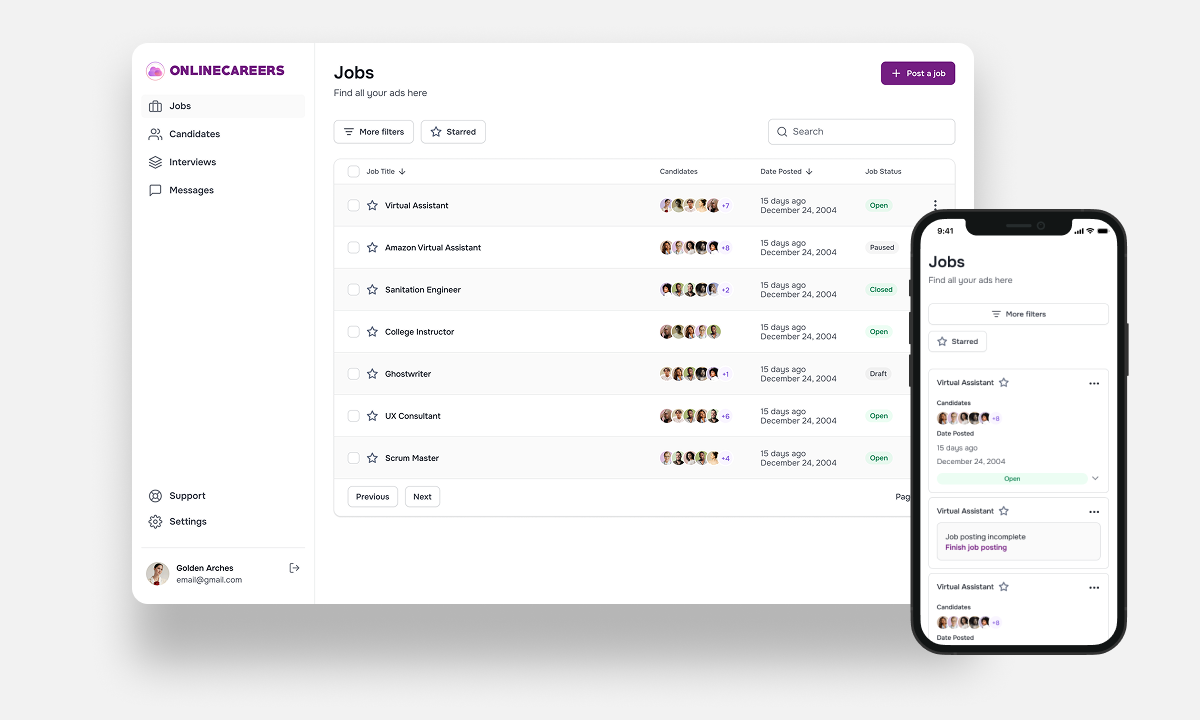 ONLINECAREERS
Jobs
Candidates
Interviews
Messages
Support
Settings
Golden Arches
email@gmail.com
Jobs
Find all your ads here
Post a job
More filters
Starred
Search
Job Title Candidates Date Posted Job Status
Virtual Assistant +7 15 days ago Open
December 24, 2004
Amazon Virtual Assistant +8 15 days ago Paused
December 24, 2004
Sanitation Engineer +2 15 days ago Closed
December 24, 2004
College Instructor 15 days ago Open
December 24, 2004
Ghostwriter +1 15 days ago Draft
December 24, 2004
UX Consultant +6 15 days ago Open
December 24, 2004
Scrum Master +4 15 days ago Open
December 24, 2004
Previous Next Pag
9:41
Jobs
Find all your ads here
More filters
Starred
Virtual Assistant
Candidates
+8
Date Posted
15 days ago
December 24, 2004
Open
Virtual Assistant
Job posting incomplete
Finish job posting
Virtual Assistant
Candidates
+8
Date Posted